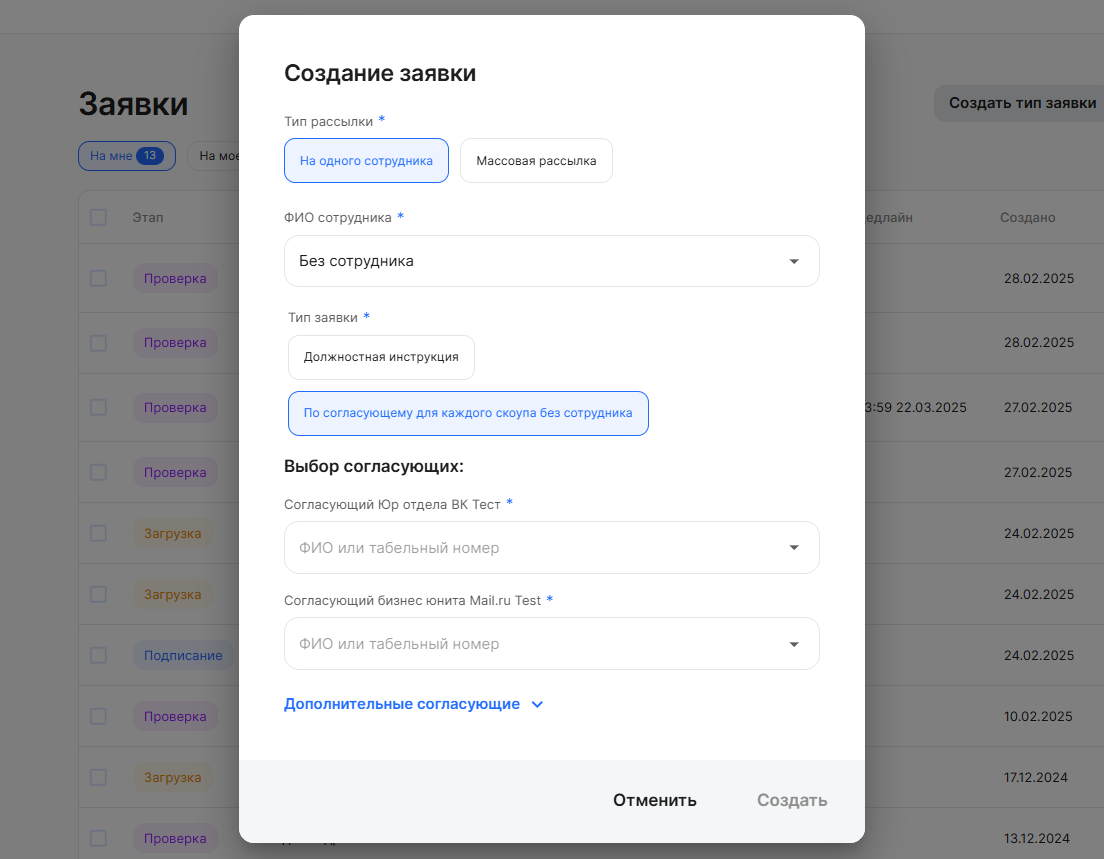 Создание заявки
Заявки
Создать тип заявки
Тип рассылки *
На мне 13
На мое
На одного сотрудника
Массовая рассылка
Этап
едлайн
Создано
ФИО сотрудника *
Без сотрудника
Проверка
28.02.2025
Тип заявки *
Проверка
28.02.2025
Должностная инструкция
Проверка
3:59 22.03.2025
27.02.2025
По согласующему для каждого скоупа без сотрудника
Выбор согласующих:
Проверка
27.02.2025
Согласующий Юр отдела ВК Тест *
ФИО или табельный номер
Загрузка
24.02.2025
Согласующий бизнес юнита Mail.ru Test *
Загрузка
24.02.2025
ФИО или табельный номер
Подписание
24.02.2025
Дополнительные согласующие
Проверка
10.02.2025
Загрузка
17.12.2024
Отменить
Создать
Проверка
13.12.2024